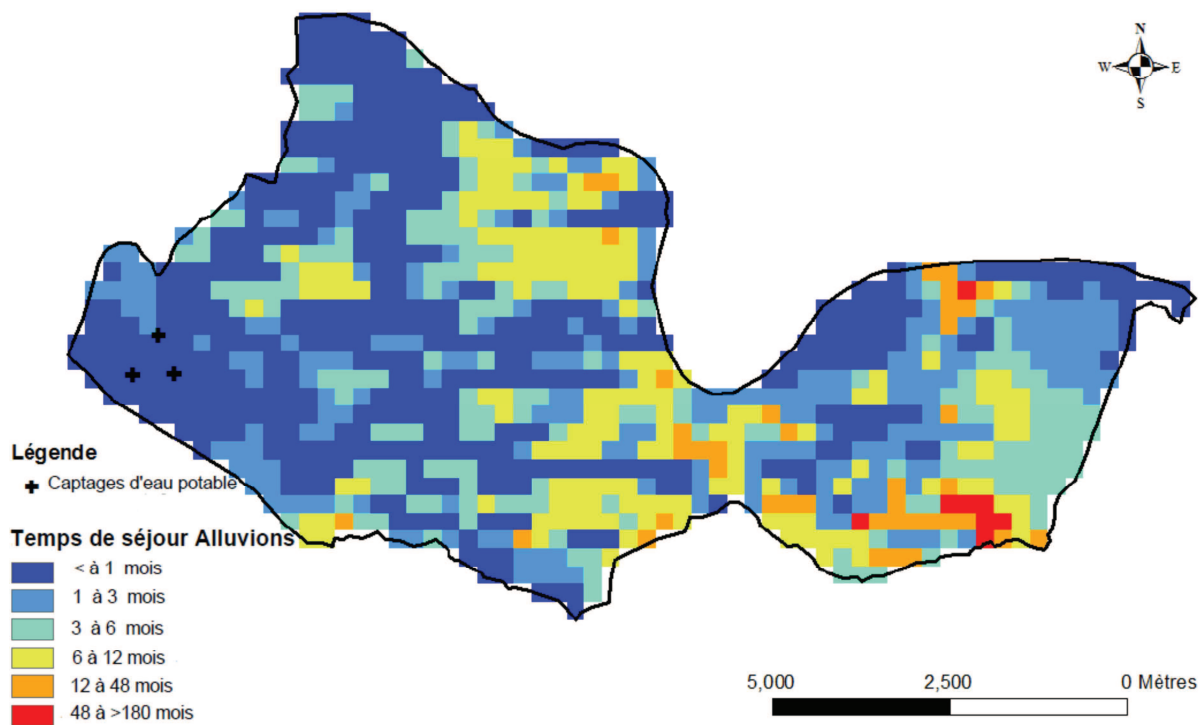 N
W E
S
Légende
Captages d'eau potable
Temps de séjour Alluvions
< à 1 mois
1 à 3 mois
3 à 6 mois
6 à 12 mois
12 à 48 mois
48 à >180 mois
5,000 2,500 0 Mètres